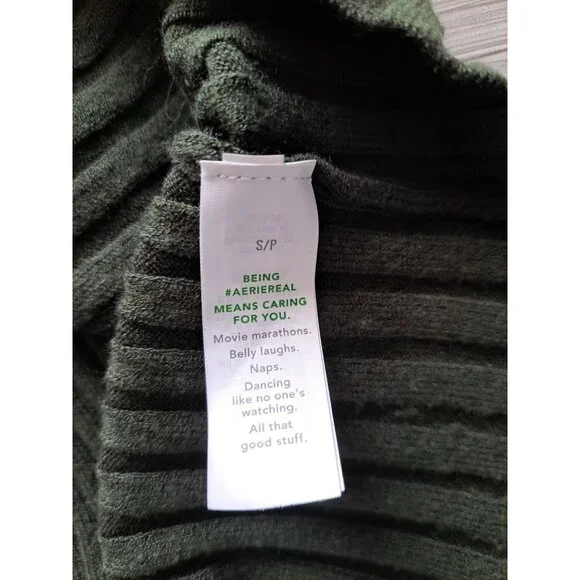 S/P
BEING
#AERIEREAL
MEANS CARING
FOR YOU.
Movie marathons.
Belly laughs.
Naps.
Dancing
like no one's
watching.
All that
good stuff.